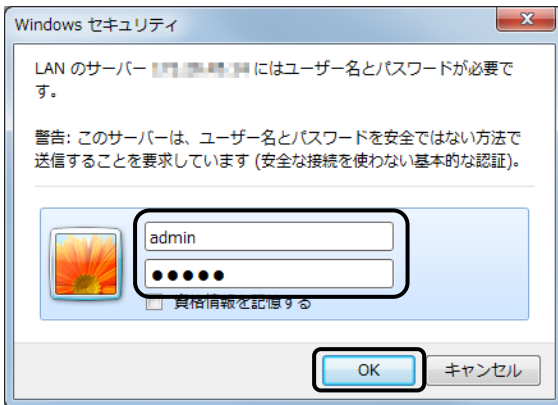 Windows セキュリティ
LAN のサーバー にはユーザー名とパスワードが必要で
す。
警告: このサーバーは、ユーザー名とパスワードを安全ではない方法で
送信することを要求しています (安全な接続を使わない基本的な認証)。
admin
●●●●●
資格情報を記憶する
OK
キャンセル